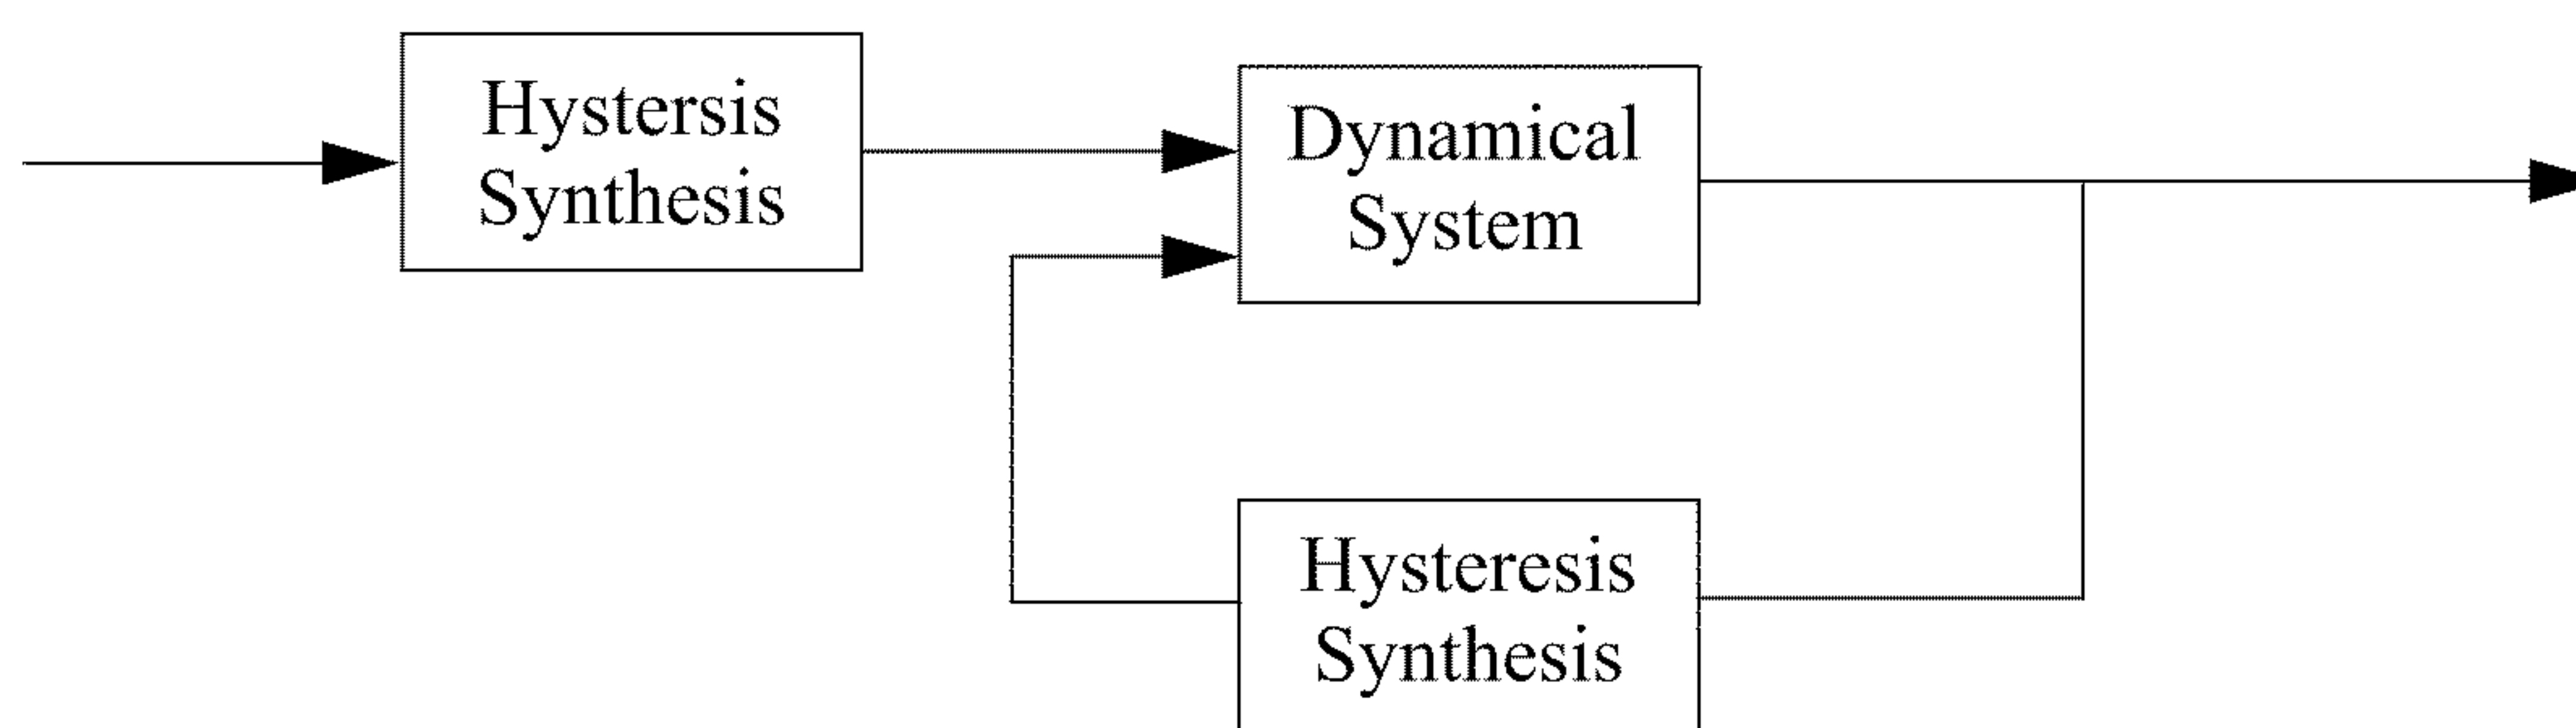 Hystersis
Synthesis
Dynamical
System
Hysteresis
Synthesis